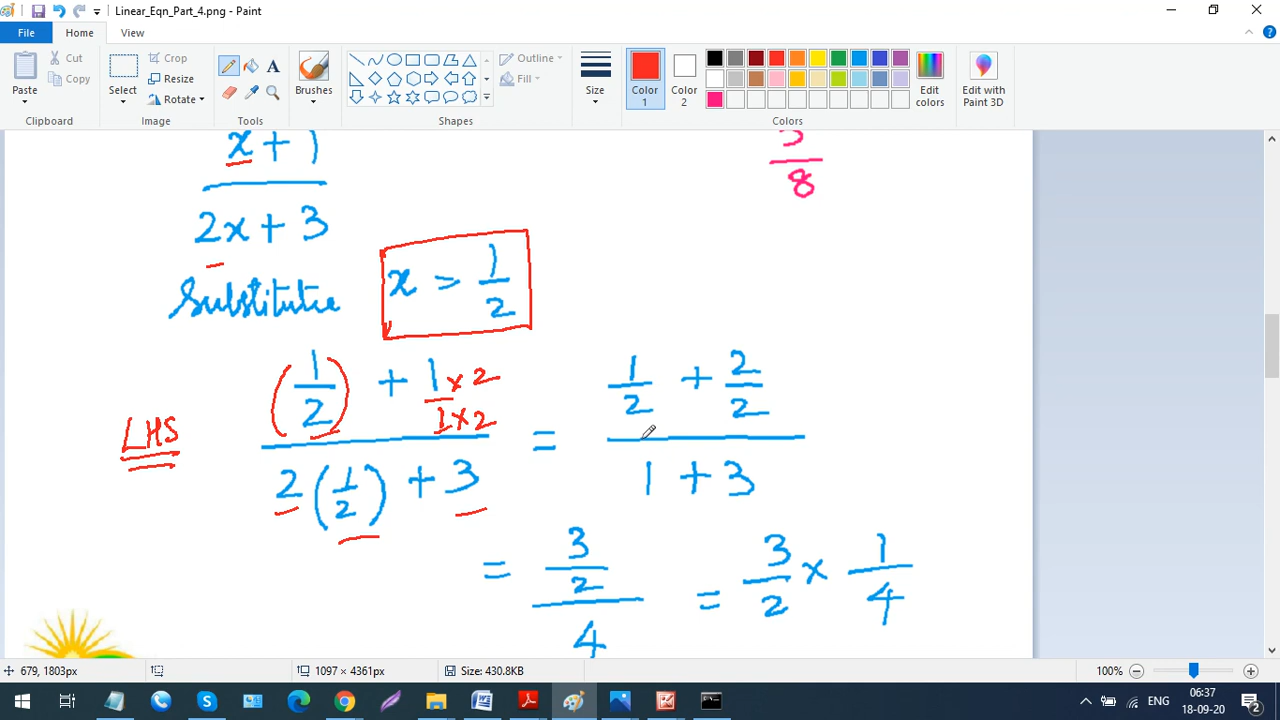 Linear_Eqn_Part_4.png - Paint
File Home View
Paste Cut Copy Clipboard
Select Crop Resize Rotate Image
Tools
Brushes
Outline Fill Shapes
Size
Color 1 Color 2 Edit colors Edit with Paint 3D Colors
x + 1
2x + 3
8
Substitute x = 1/2
LHS
(1/2) + 1 × 2 / 1 × 2
2 (1/2) + 3
=
1/2 + 2/2
1 + 3
= 3/2 / 4 = 3/2 × 1/4
679, 1803px 1097 × 4361px Size: 430.8KB 100%
ENG 06:37 18-09-20 2